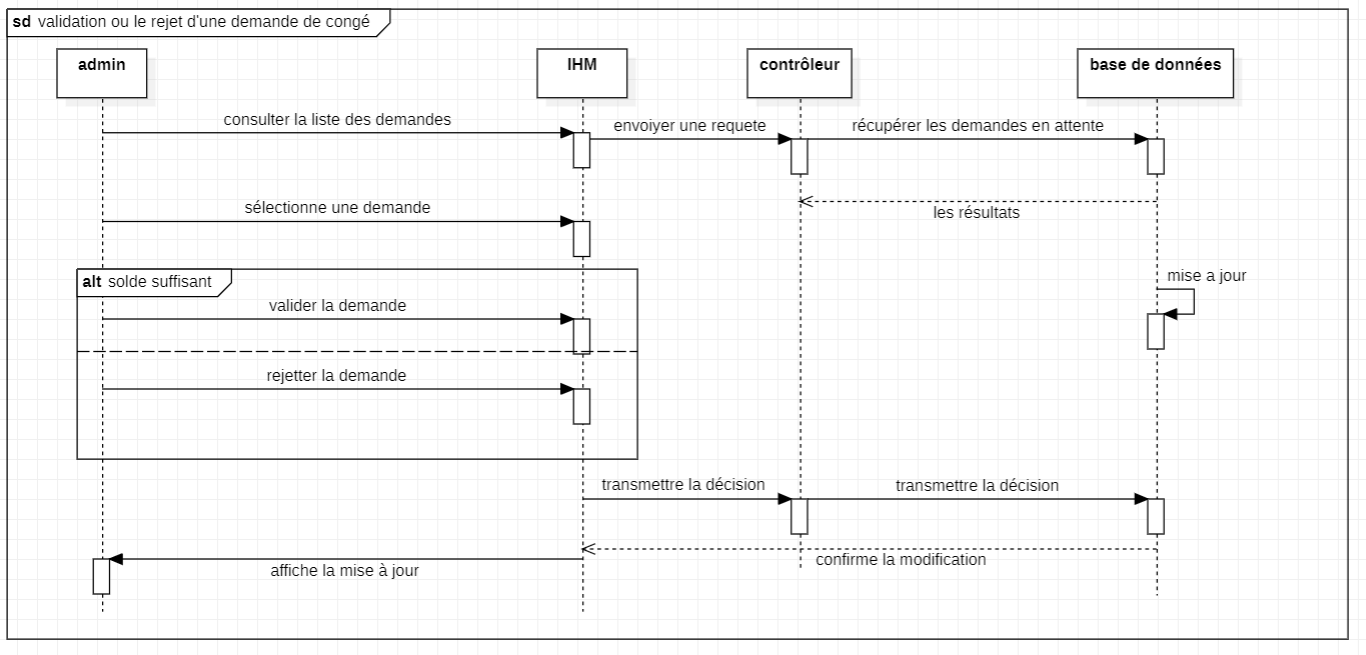 sd validation ou le rejet d'une demande de congé
admin
IHM
contrôleur
base de données
consulter la liste des demandes
envoiyer une requete
récupérer les demandes en attente
les résultats
sélectionne une demande
alt solde suffisant
mise a jour
valider la demande
rejetter la demande
transmettre la décision
transmettre la décision
confirme la modification
affiche la mise à jour